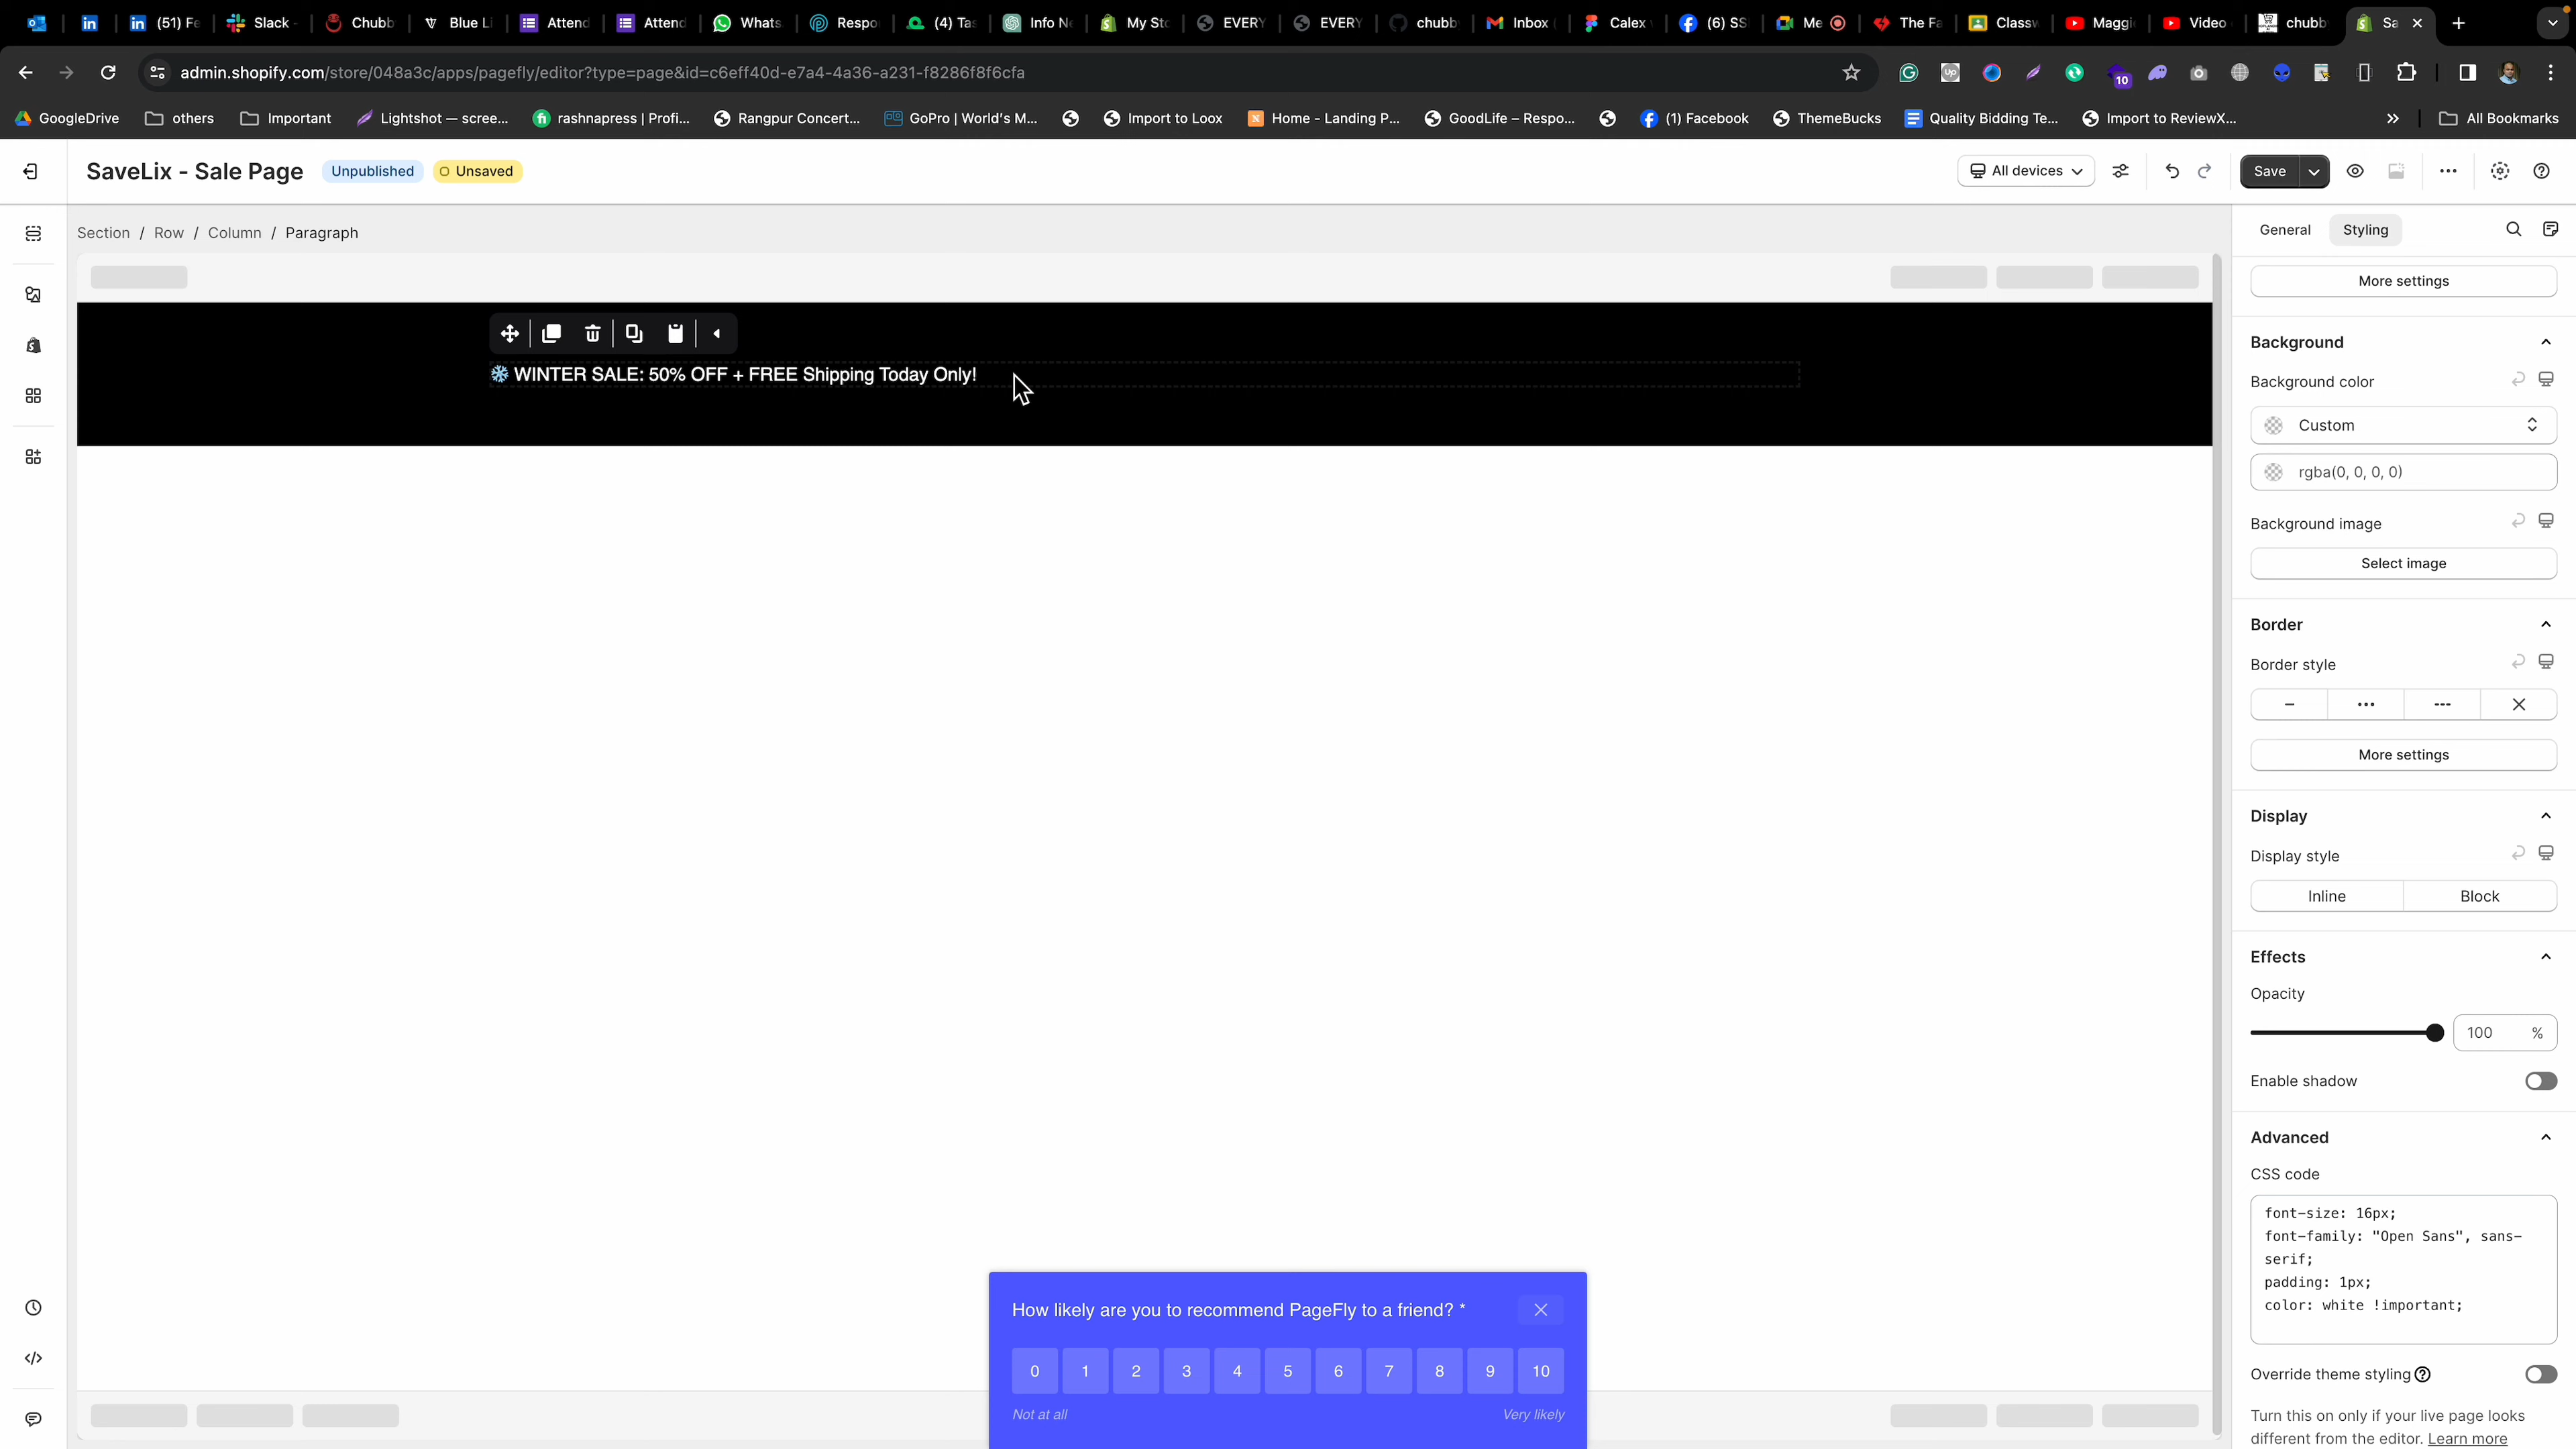 (51) Fe
Slack -
Chubb
Blue Li
Attend
Attend
Whats
Respo
(4) Tas
Info Ne
My Sto
EVERY
EVERY
chubb
Inbox (
Calex
(6) SS
Me
The Fa
Classw
Maggi
Video
chubb
Sa
admin.shopify.com/store/048a3c/apps/pagefly/editor?type=page&id=c6eff40d-e7a4-4a36-a231-f8286f8f6cfa
10
GoogleDrive
others
Important
Lightshot — scree...
rashnapress | Profi...
Rangpur Concert...
GoPro | World's M...
Import to Loox
Home - Landing P...
GoodLife – Respo...
(1) Facebook
ThemeBucks
Quality Bidding Te...
Import to ReviewX...
All Bookmarks
SaveLix - Sale Page
Unpublished
Unsaved
All devices
Save
Section / Row / Column / Paragraph
General
Styling
More settings
❄️ WINTER SALE: 50% OFF + FREE Shipping Today Only!
Background
Background color
Custom
rgba(0, 0, 0, 0)
Background image
Select image
Border
Border style
More settings
Display
Display style
Inline
Block
Effects
Opacity
100 %
Enable shadow
Advanced
CSS code
font-size: 16px;
font-family: "Open Sans", sans-
serif;
padding: 1px;
color: white !important;
Override theme styling
Turn this on only if your live page looks
different from the editor. Learn more
How likely are you to recommend PageFly to a friend? *
0 1 2 3 4 5 6 7 8 9 10
Not at all
Very likely